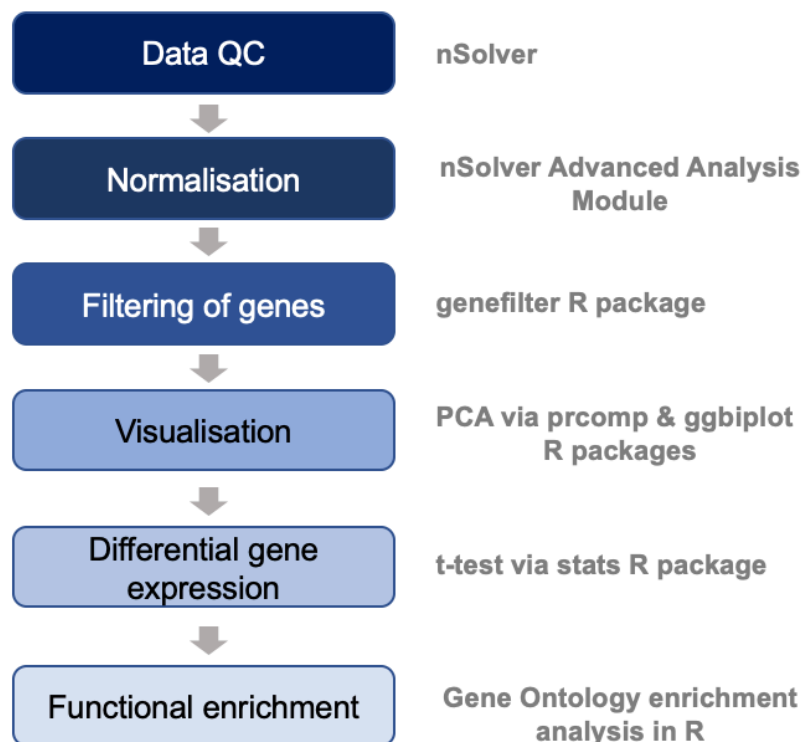 Data QC
nSolver
Normalisation
nSolver Advanced Analysis
Module
Filtering of genes
genefilter R package
Visualisation
PCA via prcomp & ggbiplot
R packages
Differential gene
expression
t-test via stats R package
Functional enrichment
Gene Ontology enrichment
analysis in R